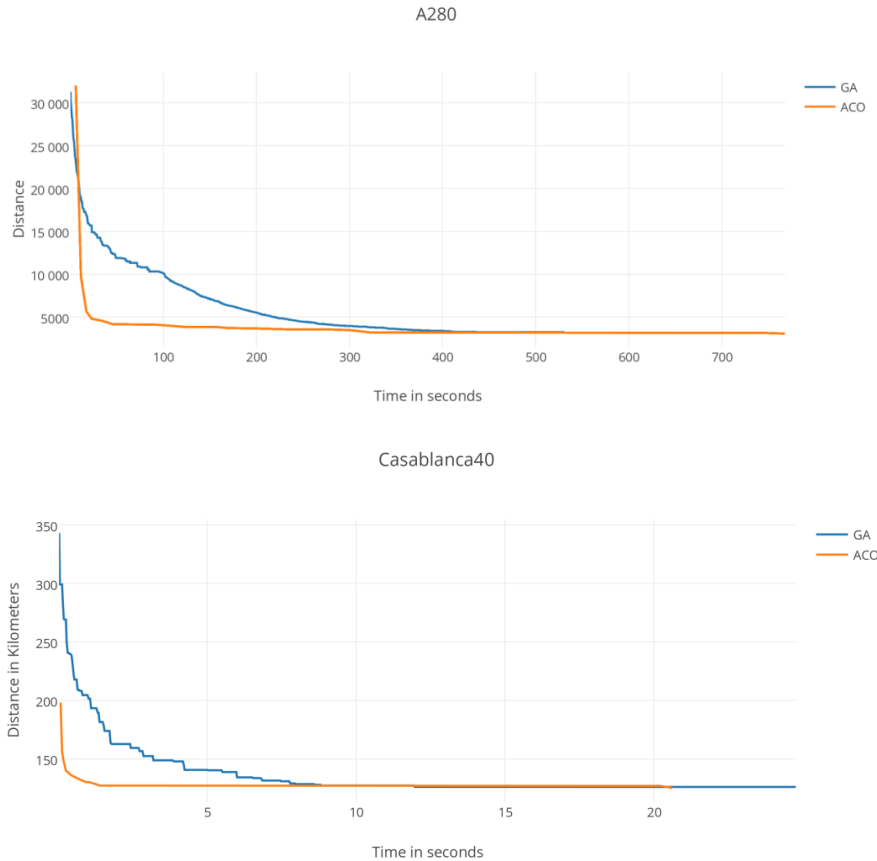 A280
GA
ACO
30 000
25 000
20 000
15 000
10 000
5000
Distance
100 200 300 400 500 600 700
Time in seconds
Casablanca40
GA
ACO
350
300
250
200
150
Distance in Kilometers
5 10 15 20
Time in seconds